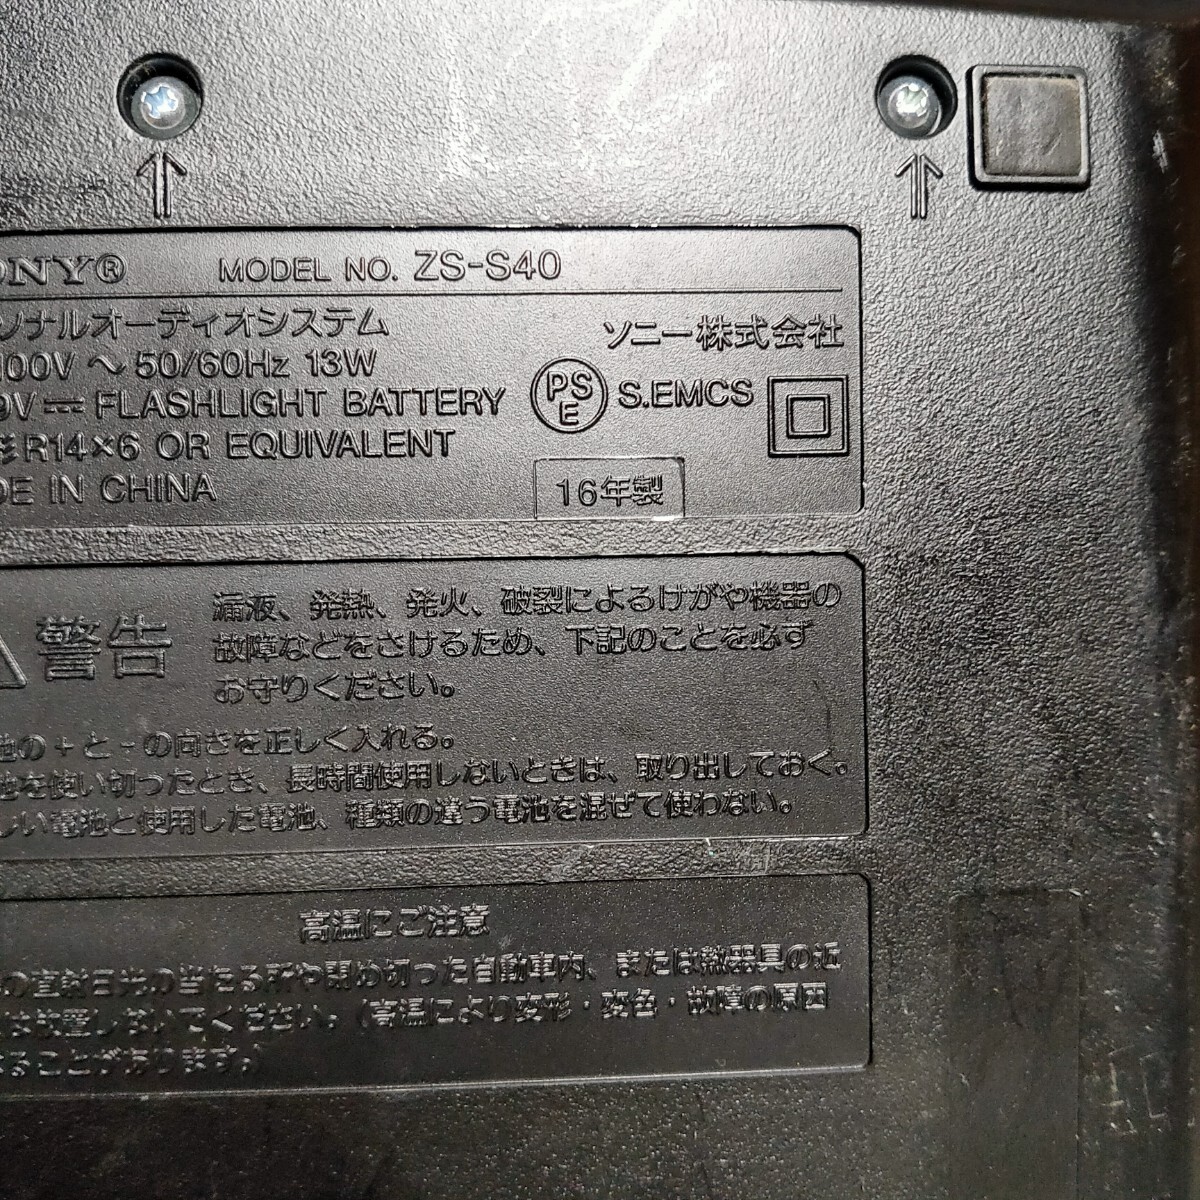 ONY® MODEL NO. ZS-S40
ソナルオーディオシステム
ソニー株式会社
100V ～ 50/60Hz 13W
9V ⎓ FLASHLIGHT BATTERY
PSE S.EMCS
形R14×6 OR EQUIVALENT
DE IN CHINA
16年製
警告
漏液、発熱、発火、破裂によるけがや機器の
故障などをさけるため、下記のことを必ず
お守りください。
池の+と-の向きを正しく入れる。
池を使い切ったとき、長時間使用しないときは、取り出しておく。
しい電池と使用した電池、種類の違う電池を混ぜて使わない。
高温にご注意
の直射日光の当たる所や閉め切った自動車内、または熱器具の近
は放置しないでください。(高温により変形・変色・故障の原因
なることがあります。)